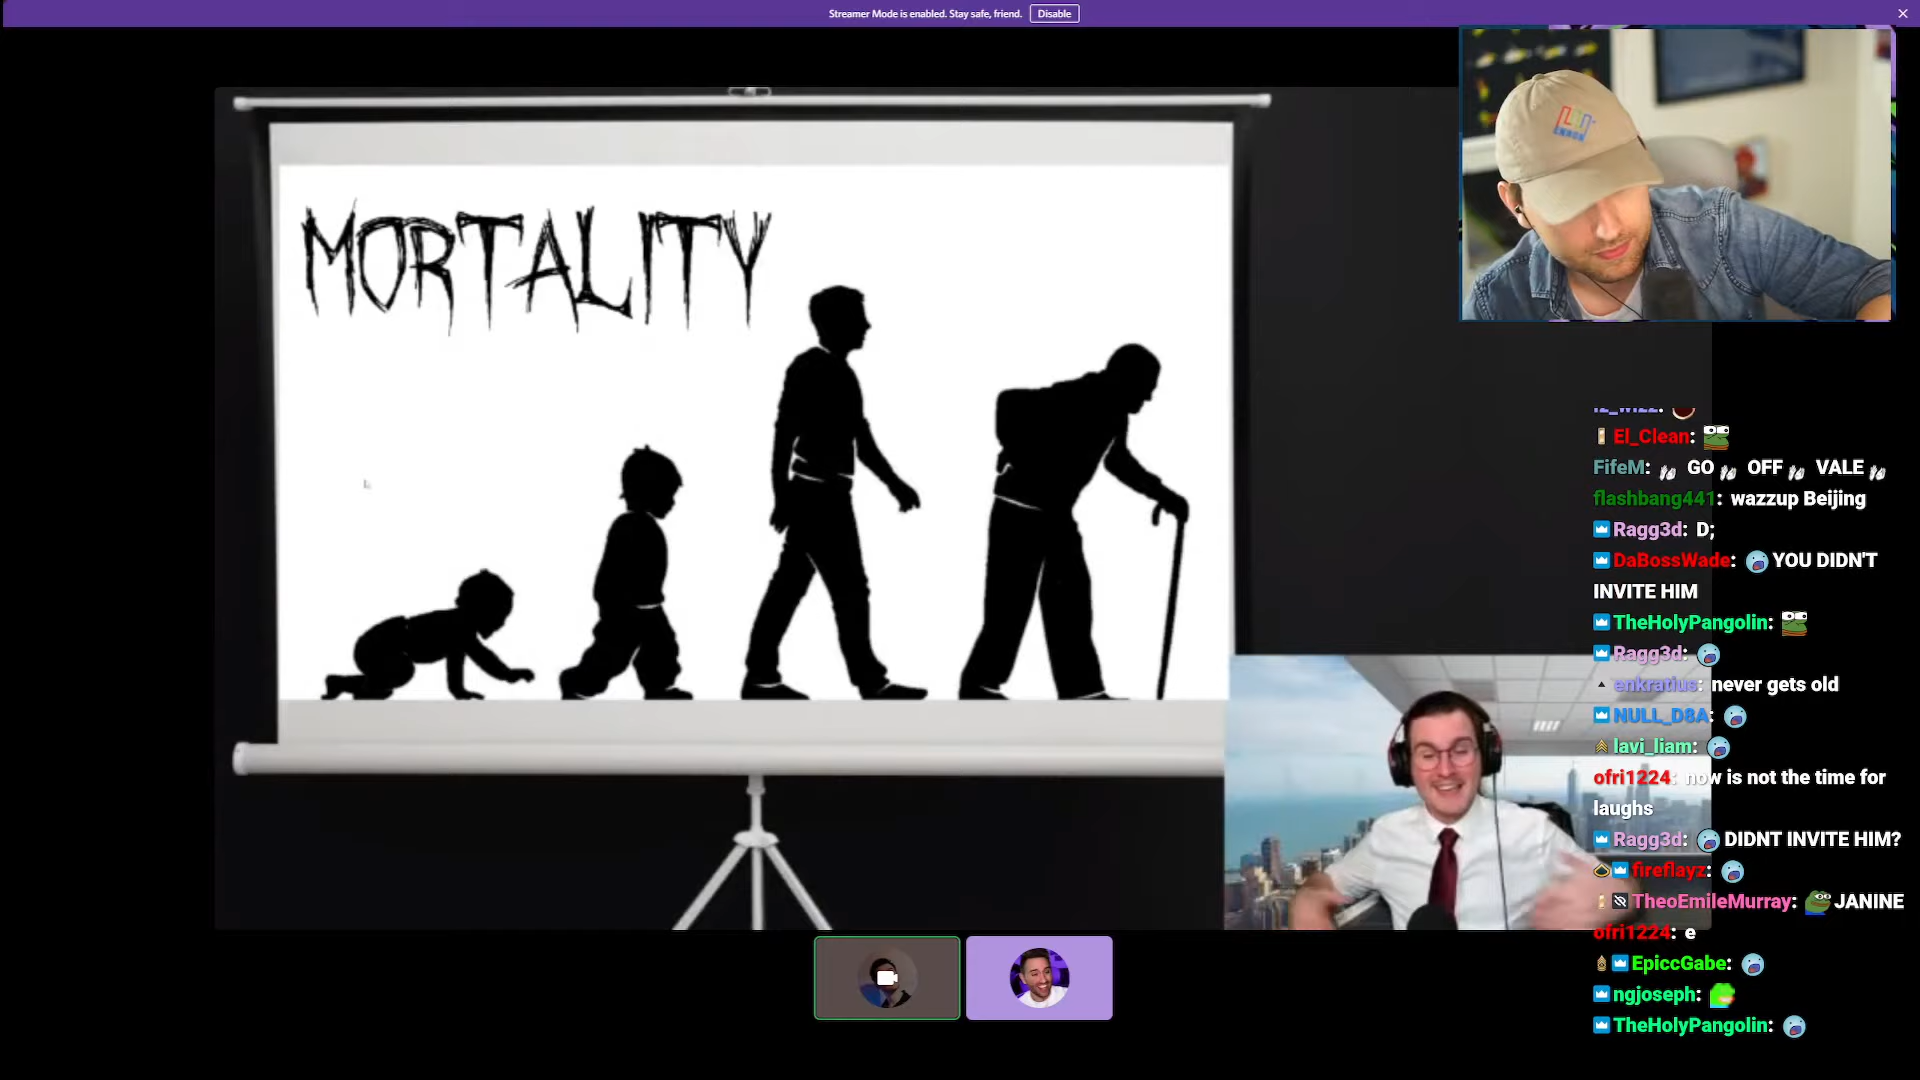 Streamer Mode is enabled. Stay safe, friend. Disable
MORTALITY
ENRON
El_Clean:
FifeM: GO OFF VALE
flashbang441: wazzup Beijing
Ragg3d: D;
DaBossWade: YOU DIDN'T
INVITE HIM
TheHolyPangolin:
Ragg3d:
enkratius: never gets old
NULL_D8A:
lavi_liam:
ofri1224: now is not the time for
laughs
Ragg3d: DIDNT INVITE HIM?
fireflayz:
TheoEmileMurray: JANINE
ofri1224: e
EpiccGabe:
ngjoseph:
TheHolyPangolin: